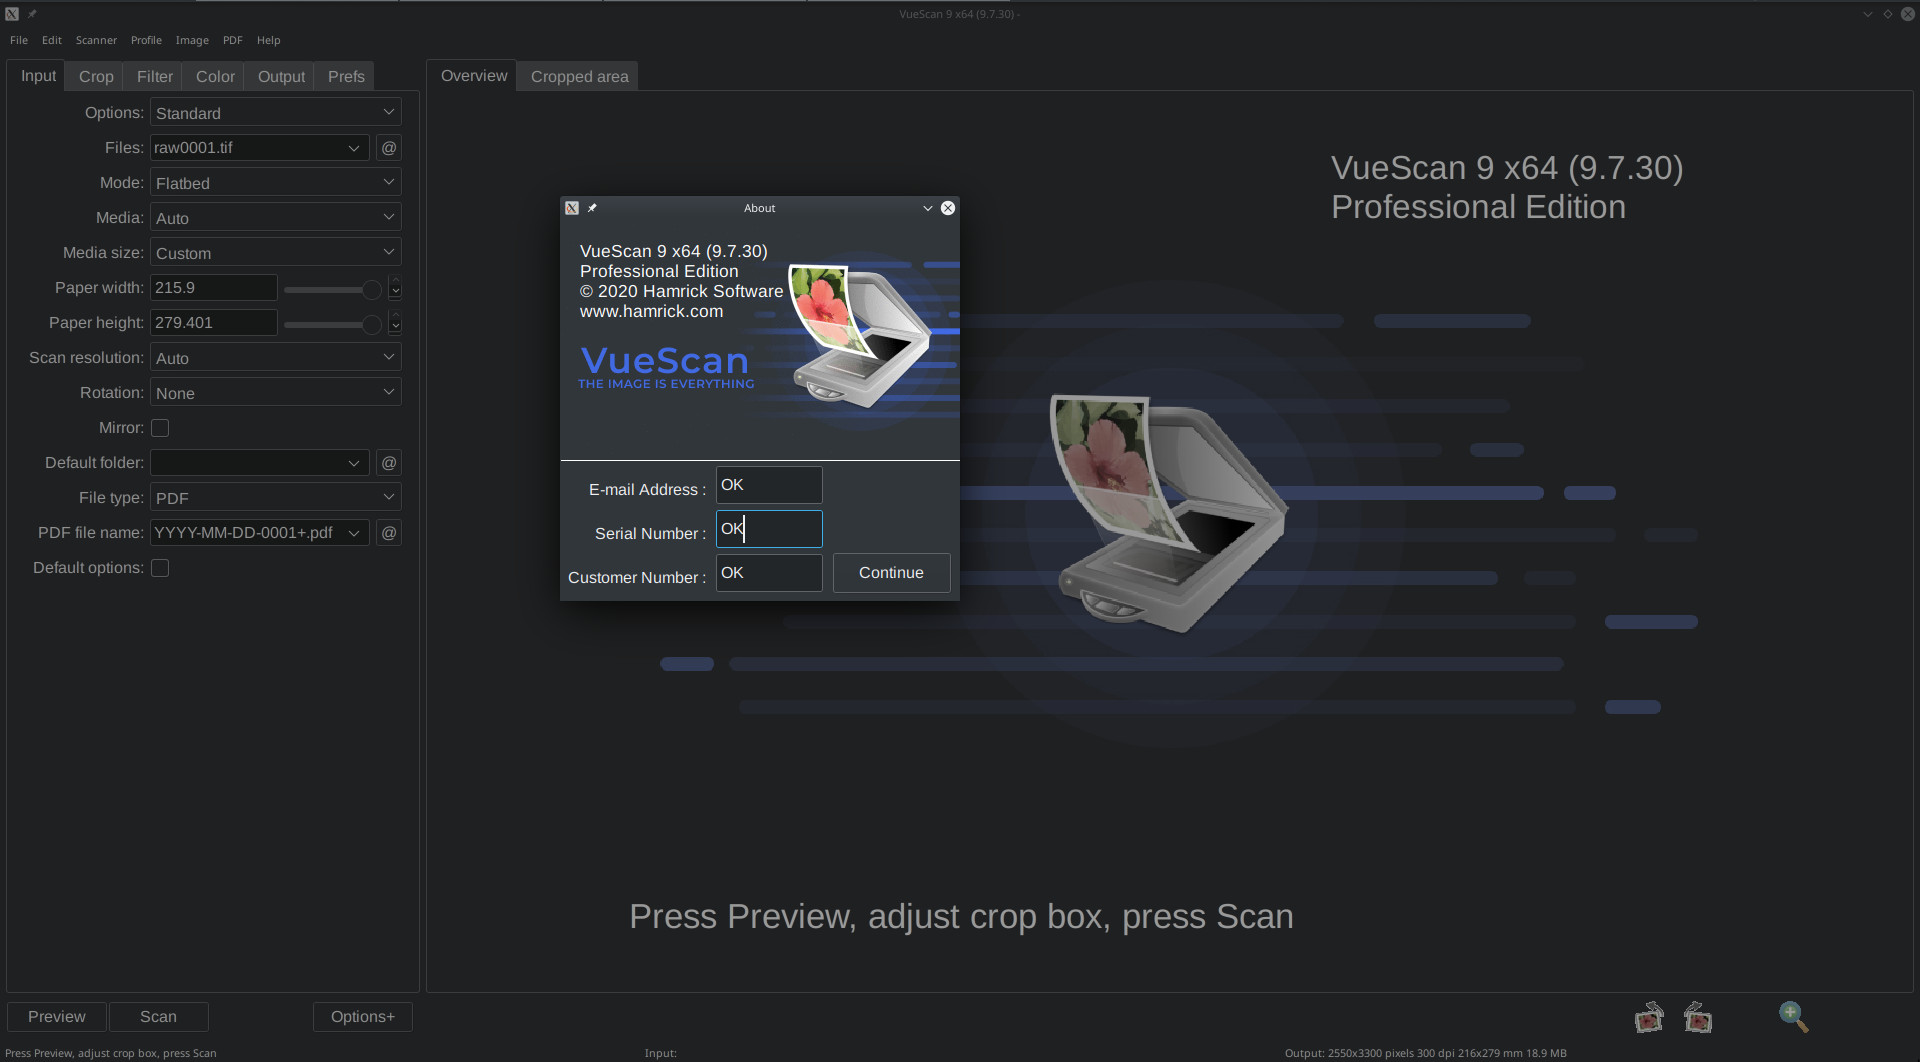 VueScan 9 x64 (9.7.30) -
File Edit Scanner Profile Image PDF Help
Input Crop Filter Color Output Prefs
Options: Standard
Files: raw0001.tif @
Mode: Flatbed
Media: Auto
Media size: Custom
Paper width: 215.9
Paper height: 279.401
Scan resolution: Auto
Rotation: None
Mirror:
Default folder: @
File type: PDF
PDF file name: YYYY-MM-DD-0001+.pdf @
Default options:
Overview Cropped area
VueScan 9 x64 (9.7.30)
Professional Edition
About
VueScan 9 x64 (9.7.30)
Professional Edition
© 2020 Hamrick Software
www.hamrick.com
VueScan
THE IMAGE IS EVERYTHING
E-mail Address : OK
Serial Number : OK
Customer Number : OK
Continue
Press Preview, adjust crop box, press Scan
Preview Scan Options+
Press Preview, adjust crop box, press Scan
Input:
Output: 2550x3300 pixels 300 dpi 216x279 mm 18.9 MB